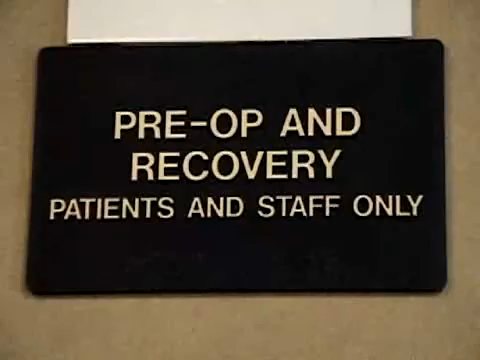 PRE-OP AND
RECOVERY
PATIENTS AND STAFF ONLY